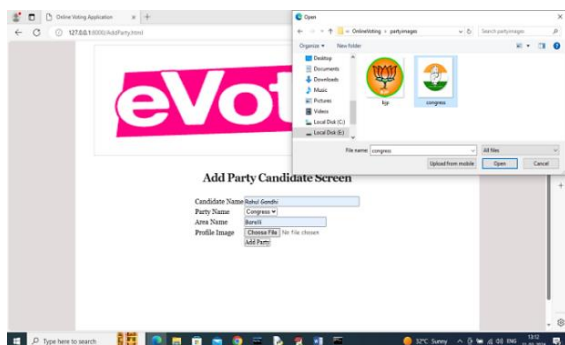 Online Voting Application
127.0.0.1:8000/AddParty.html
eVot
Add Party Candidate Screen
Candidate Name Rahul Gandhi
Party Name Congress
Area Name Bareili
Profile Image Choose File No file chosen
Add Party
Open
OnlineVoting › partyimages
Search partyimages
Organize New folder
Desktop
Documents
Downloads
Music
Pictures
Videos
Local Disk (C:)
Local Disk (E:)
bjp
congress
File name: congress
All files
Upload from mobile
Open
Cancel
Type here to search
32°C Sunny
ENG
13:12